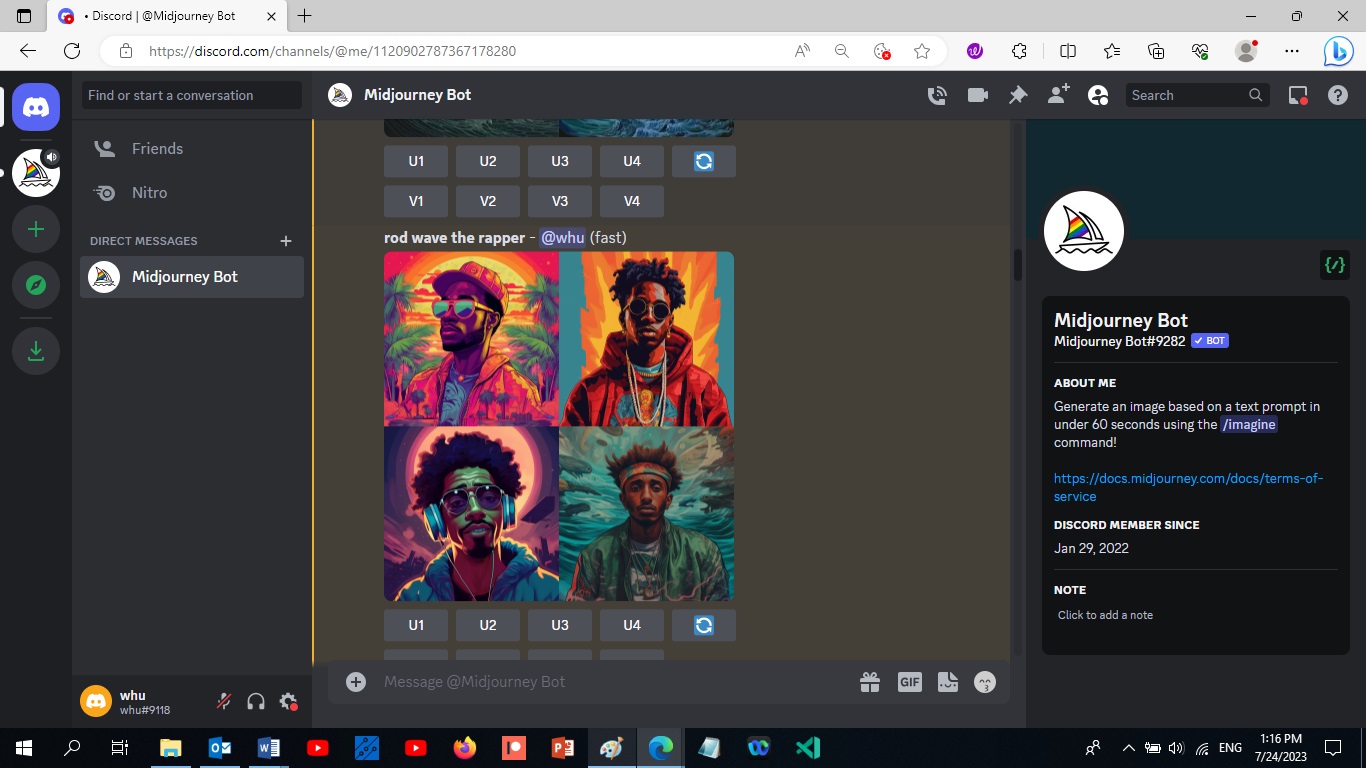 • Discord | @Midjourney Bot
https://discord.com/channels/@me/1120902787367178280
Find or start a conversation
Midjourney Bot
Search
Friends
Nitro
DIRECT MESSAGES
Midjourney Bot
U1 U2 U3 U4
V1 V2 V3 V4
rod wave the rapper - @whu (fast)
U1 U2 U3 U4
Message @Midjourney Bot
GIF
whu
whu#9118
Midjourney Bot
Midjourney Bot#9282 ✓ BOT
ABOUT ME
Generate an image based on a text prompt in
under 60 seconds using the /imagine
command!
https://docs.midjourney.com/docs/terms-of-
service
DISCORD MEMBER SINCE
Jan 29, 2022
NOTE
Click to add a note
ENG
1:16 PM
7/24/2023